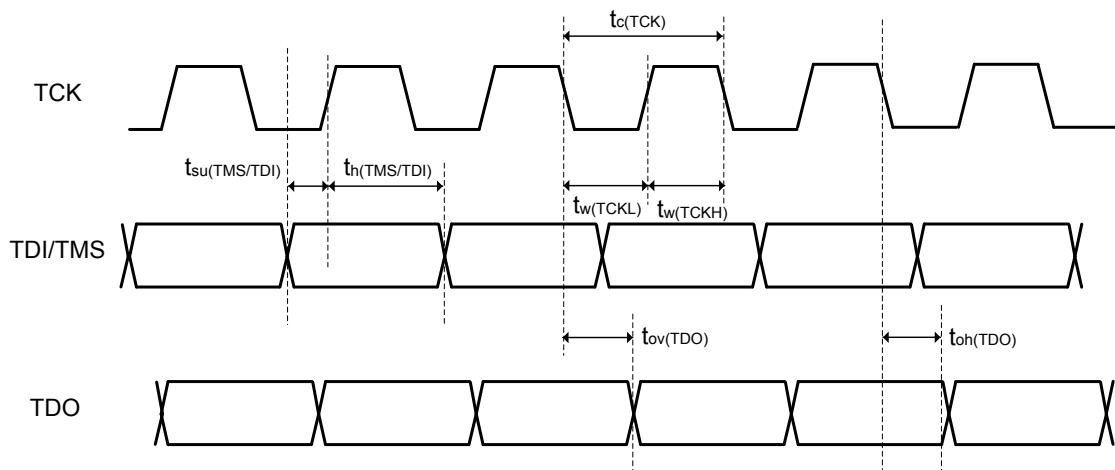 tc(TCK)
TCK
tsu(TMS/TDI)
th(TMS/TDI)
tw(TCKL)
tw(TCKH)
TDI/TMS
tov(TDO)
toh(TDO)
TDO